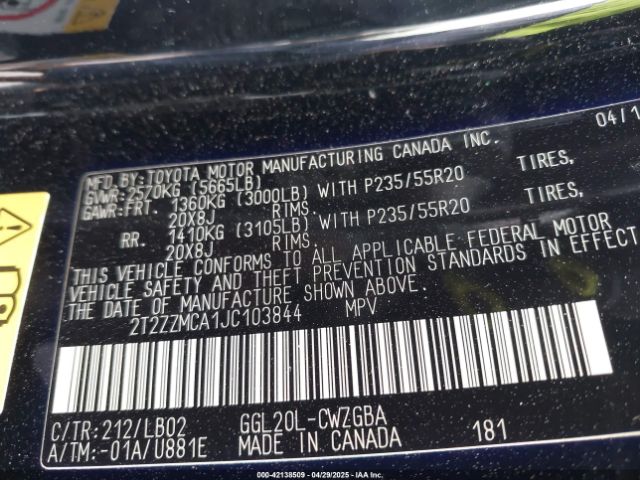 MFD.BY:TOYOTA MOTOR MANUFACTURING CANADA INC. 04/1
GVWR:2570KG (5665LB)
GAWR:FRT. 1360KG (3000LB) WITH P235/55R20 TIRES,
20X8J RIMS.
RR. 1410KG (3105LB) WITH P235/55R20 TIRES,
20X8J RIMS.
THIS VEHICLE CONFORMS TO ALL APPLICABLE FEDERAL MOTOR
VEHICLE SAFETY AND THEFT PREVENTION STANDARDS IN EFFECT
THE DATE OF MANUFACTURE SHOWN ABOVE.
2T2ZZMCA1JC103844 MPV
C/TR:212/LB02 GGL20L-CWZGBA
A/TM:-01A/U881E MADE IN CANADA 181
000-42138509 - 04/29/2025 - IAAI.COM